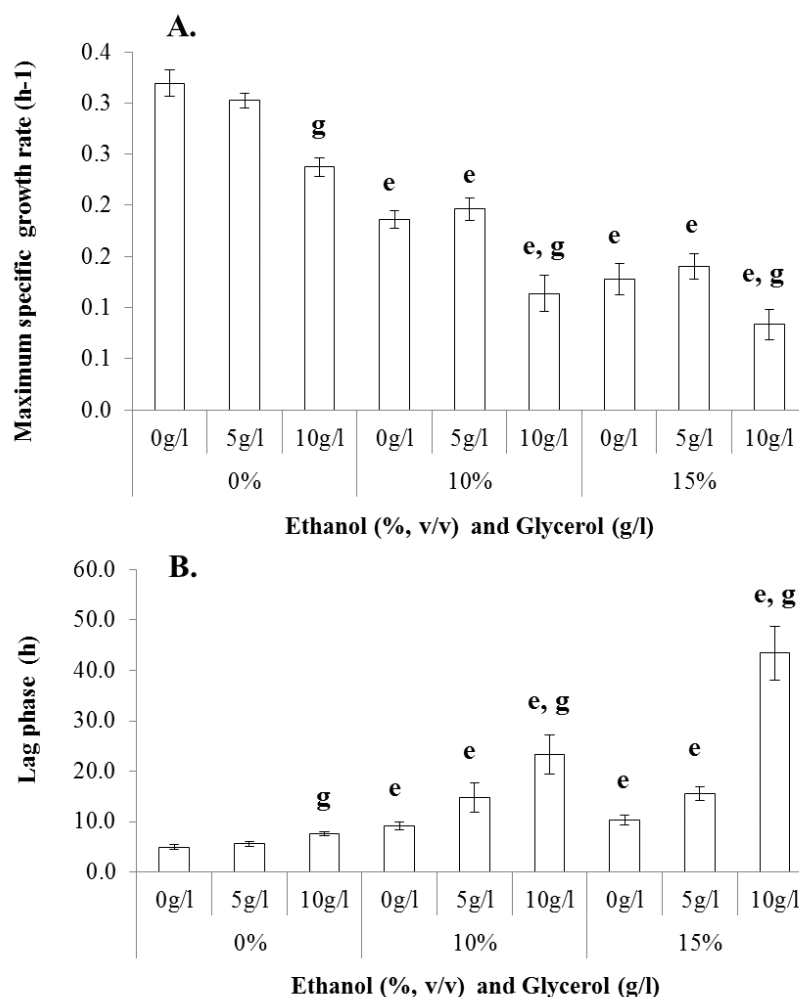 A.
Maximum specific growth rate (h-1)
0.4
0.3
0.3
0.2
0.2
0.1
0.1
0.0
g
e
e
e, g
e
e
e, g
0g/l 5g/l 10g/l 0g/l 5g/l 10g/l 0g/l 5g/l 10g/l
0% 10% 15%
Ethanol (%, v/v) and Glycerol (g/l)
B.
Lag phase (h)
60.0
50.0
40.0
30.0
20.0
10.0
0.0
g
e
e
e, g
e
e
e, g
0g/l 5g/l 10g/l 0g/l 5g/l 10g/l 0g/l 5g/l 10g/l
0% 10% 15%
Ethanol (%, v/v) and Glycerol (g/l)